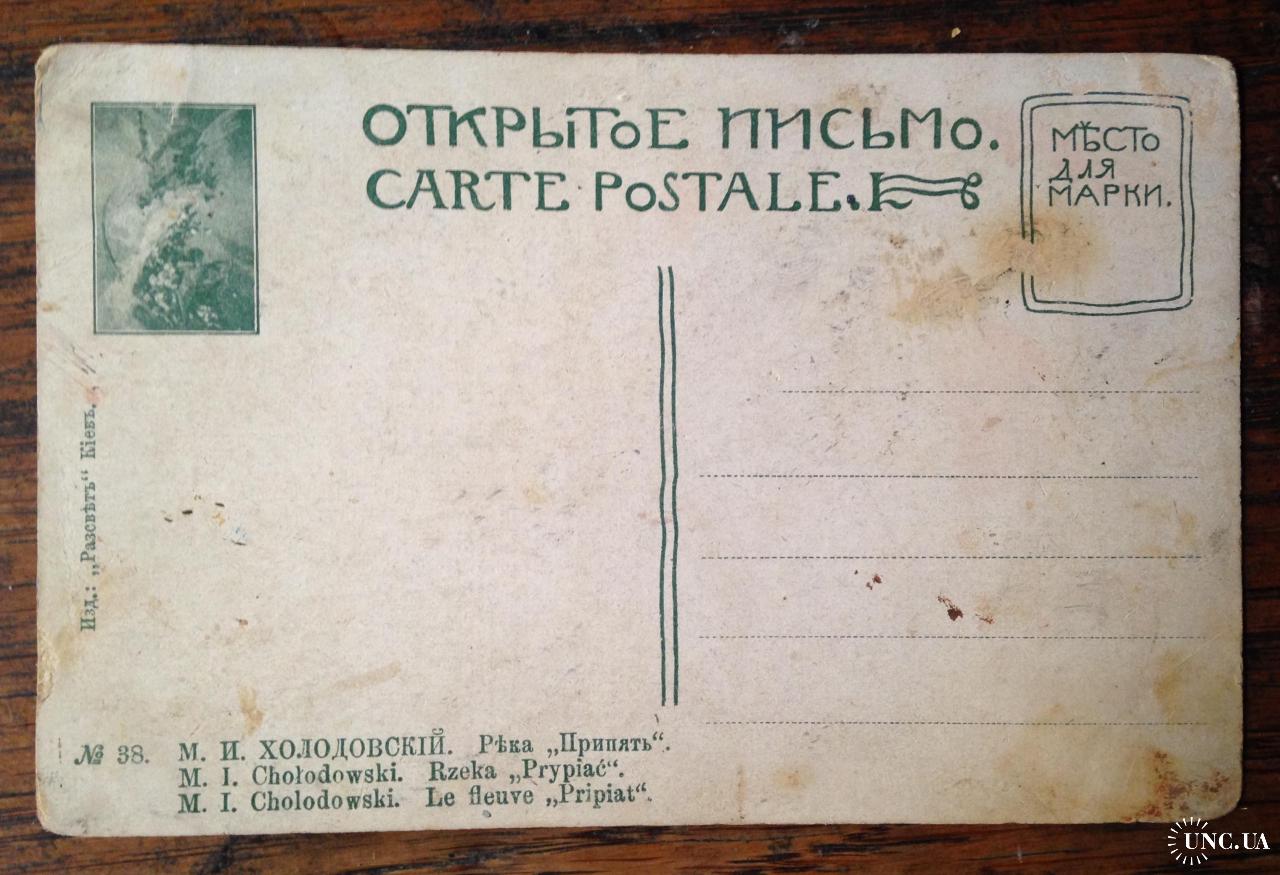 ОТКРЫТОЕ ПИСЬМО.
CARTE POSTALE.
МѢСТО
ДЛЯ
МАРКИ.
Изд.: „Разсвѣтъ“ Кіевъ.
№ 38. М. И. ХОЛОДОВСКІЙ. Рѣка „Припять“.
M. I. Chołodowski. Rzeka „Prypiać“.
M. I. Cholodowski. Le fleuve „Pripiat“.
UNC.UA